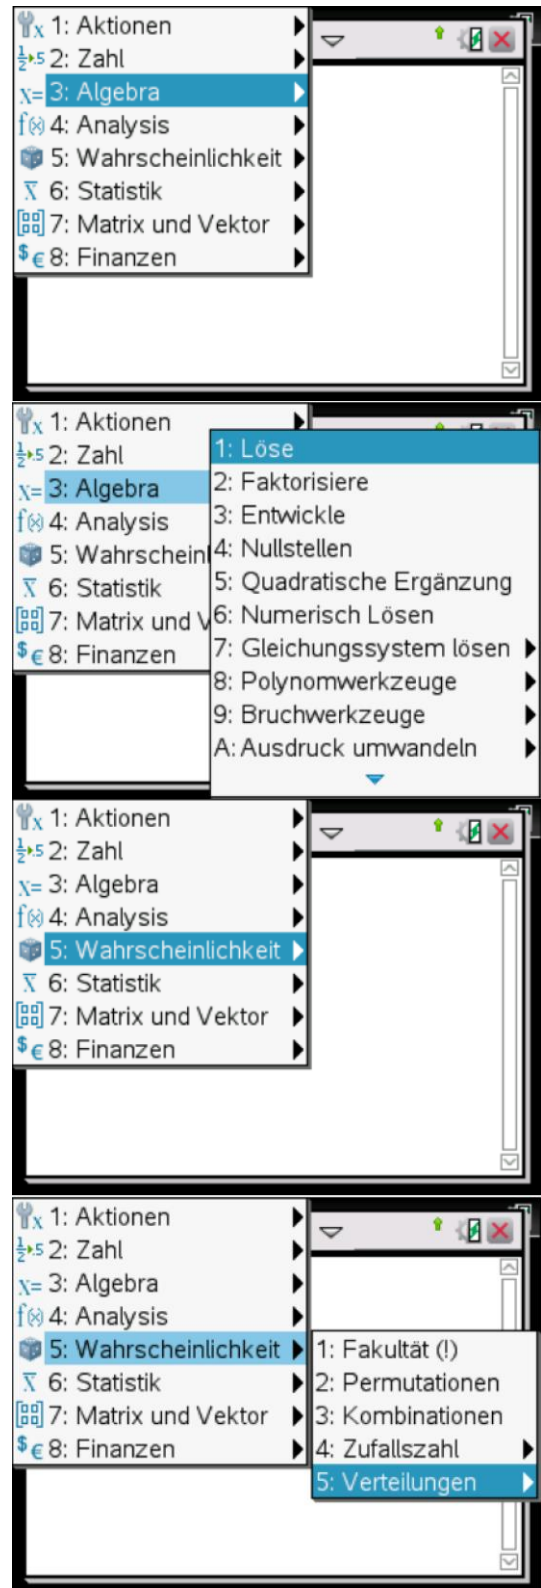 1: Aktionen
2: Zahl
3: Algebra
4: Analysis
5: Wahrscheinlichkeit
6: Statistik
7: Matrix und Vektor
8: Finanzen
1: Aktionen
2: Zahl
3: Algebra
4: Analysis
5: Wahrscheinl
6: Statistik
7: Matrix und V
8: Finanzen
1: Löse
2: Faktorisiere
3: Entwickle
4: Nullstellen
5: Quadratische Ergänzung
6: Numerisch Lösen
7: Gleichungssystem lösen
8: Polynomwerkzeuge
9: Bruchwerkzeuge
A: Ausdruck umwandeln
1: Aktionen
2: Zahl
3: Algebra
4: Analysis
5: Wahrscheinlichkeit
6: Statistik
7: Matrix und Vektor
8: Finanzen
1: Aktionen
2: Zahl
3: Algebra
4: Analysis
5: Wahrscheinlichkeit
6: Statistik
7: Matrix und Vektor
8: Finanzen
1: Fakultät (!)
2: Permutationen
3: Kombinationen
4: Zufallszahl
5: Verteilungen